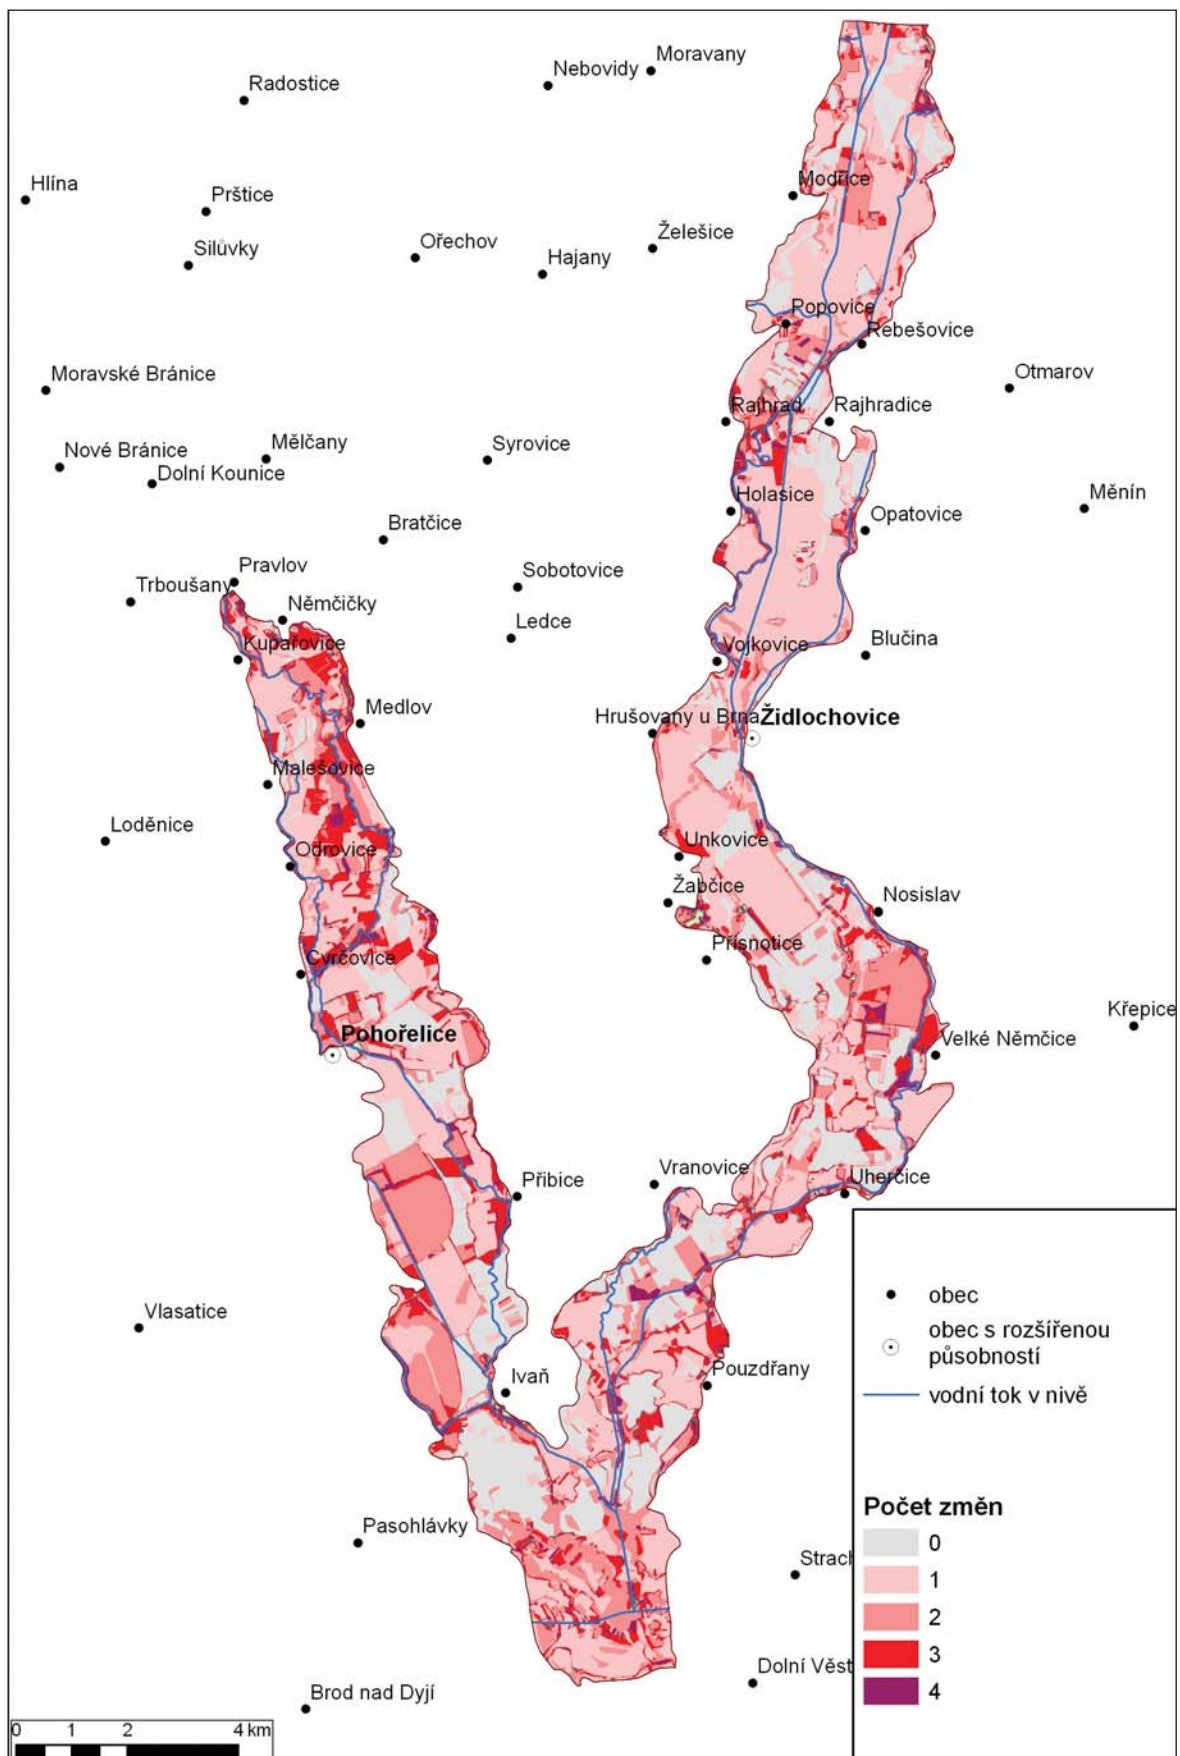 Moravany
Nebovidy
Radostice
Hlína
Prštice
Modřice
Silůvky
Ořechov
Hajany
Želešice
Popovice
Rebešovice
Moravské Bránice
Otmarov
Rajhrad
Rajhradice
Nové Bránice
Mělčany
Dolní Kounice
Syrovice
Holasice
Měnín
Opatovice
Bratčice
Pravlov
Trboušany
Němčičky
Sobotovice
Ledce
Kupařovice
Vojkovice
Blučina
Medlov
Hrušovany u Brna
Židlochovice
Malešovice
Loděnice
Odrovice
Unkovice
Žabčice
Nosislav
Cvrčovice
Přísnotice
Pohořelice
Křepice
Velké Němčice
Přibice
Vranovice
Uherčice
Vlasatice
Ivaň
Pouzdřany
Pasohlávky
Strach
Dolní Věst
Brod nad Dyjí
obec
obec s rozšířenou
působností
vodní tok v nivě
Počet změn
0
1
2
3
4
0 1 2 4 km